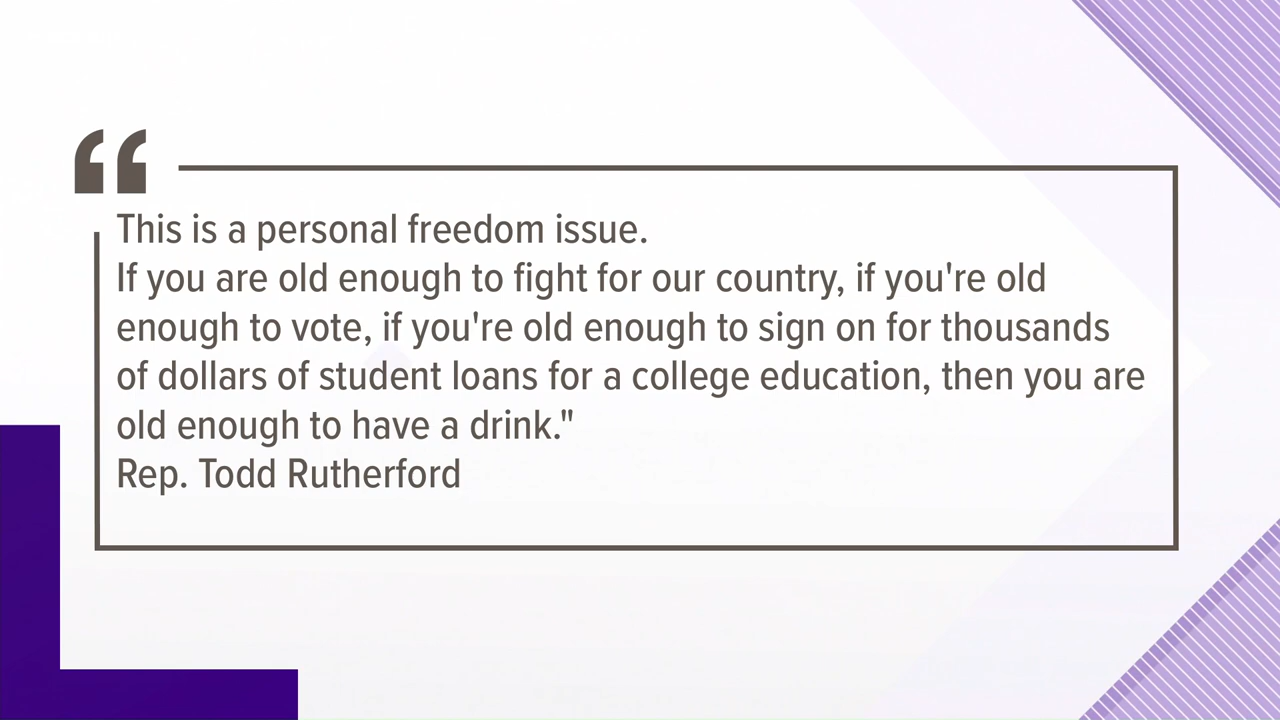 “
This is a personal freedom issue.
If you are old enough to fight for our country, if you're old
enough to vote, if you're old enough to sign on for thousands
of dollars of student loans for a college education, then you are
old enough to have a drink."
Rep. Todd Rutherford